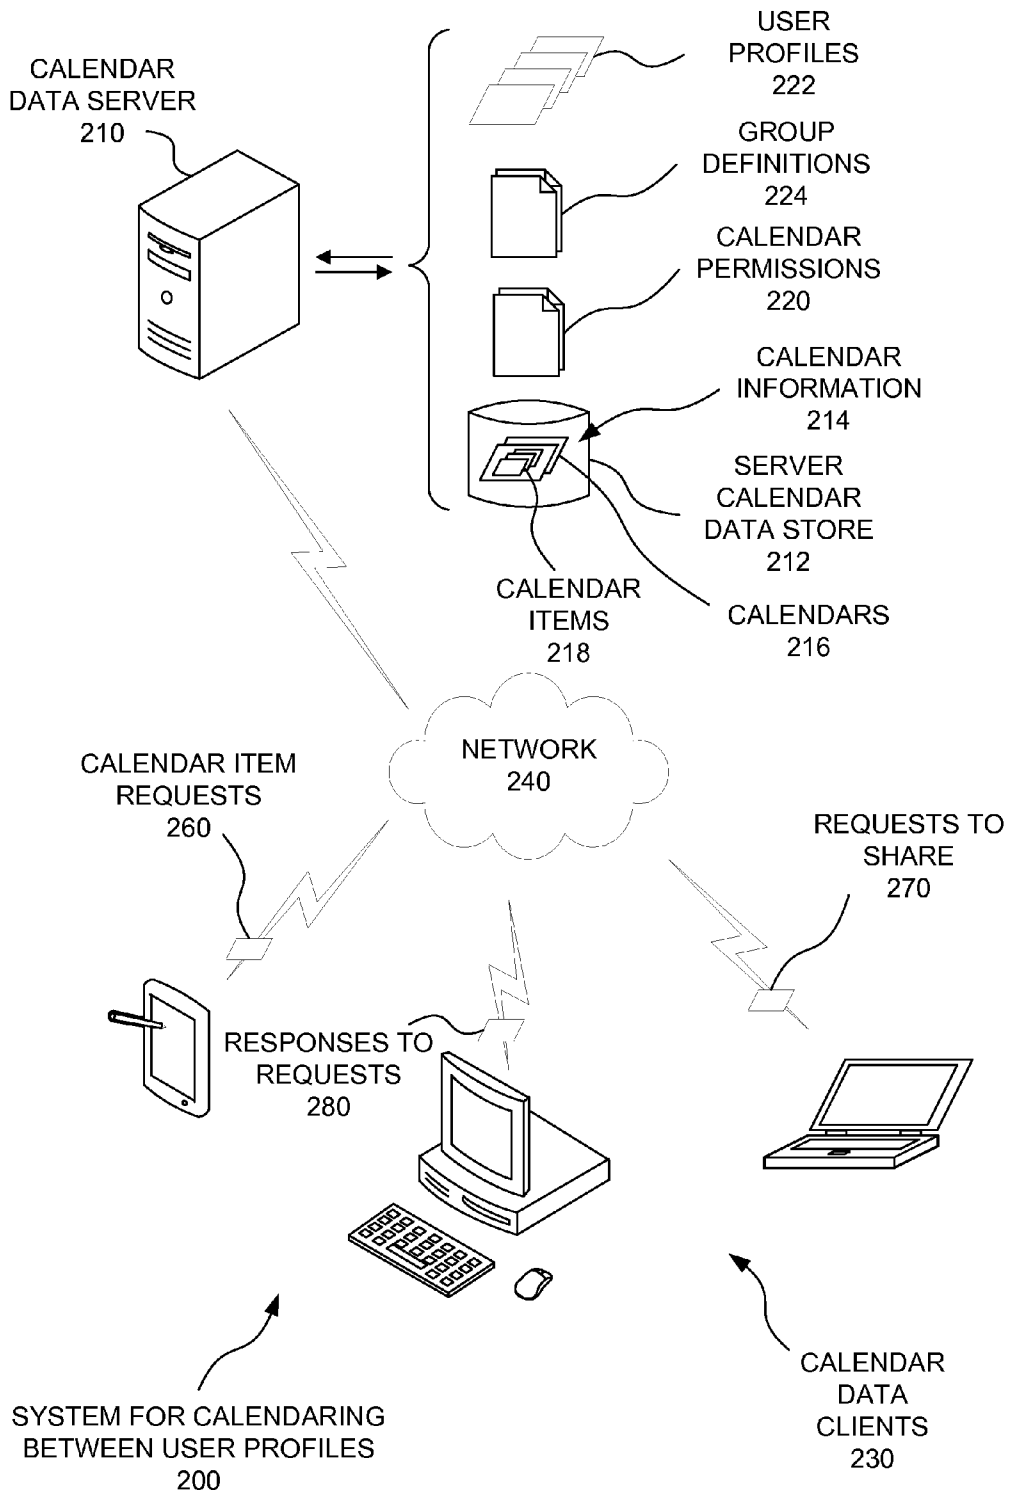 USER
PROFILES
222
CALENDAR
DATA SERVER
210
GROUP
DEFINITIONS
224
CALENDAR
PERMISSIONS
220
CALENDAR
INFORMATION
214
SERVER
CALENDAR
DATA STORE
212
CALENDAR
ITEMS
218
CALENDARS
216
NETWORK
240
CALENDAR ITEM
REQUESTS
260
REQUESTS TO
SHARE
270
RESPONSES TO
REQUESTS
280
CALENDAR
DATA
CLIENTS
230
SYSTEM FOR CALENDARING
BETWEEN USER PROFILES
200